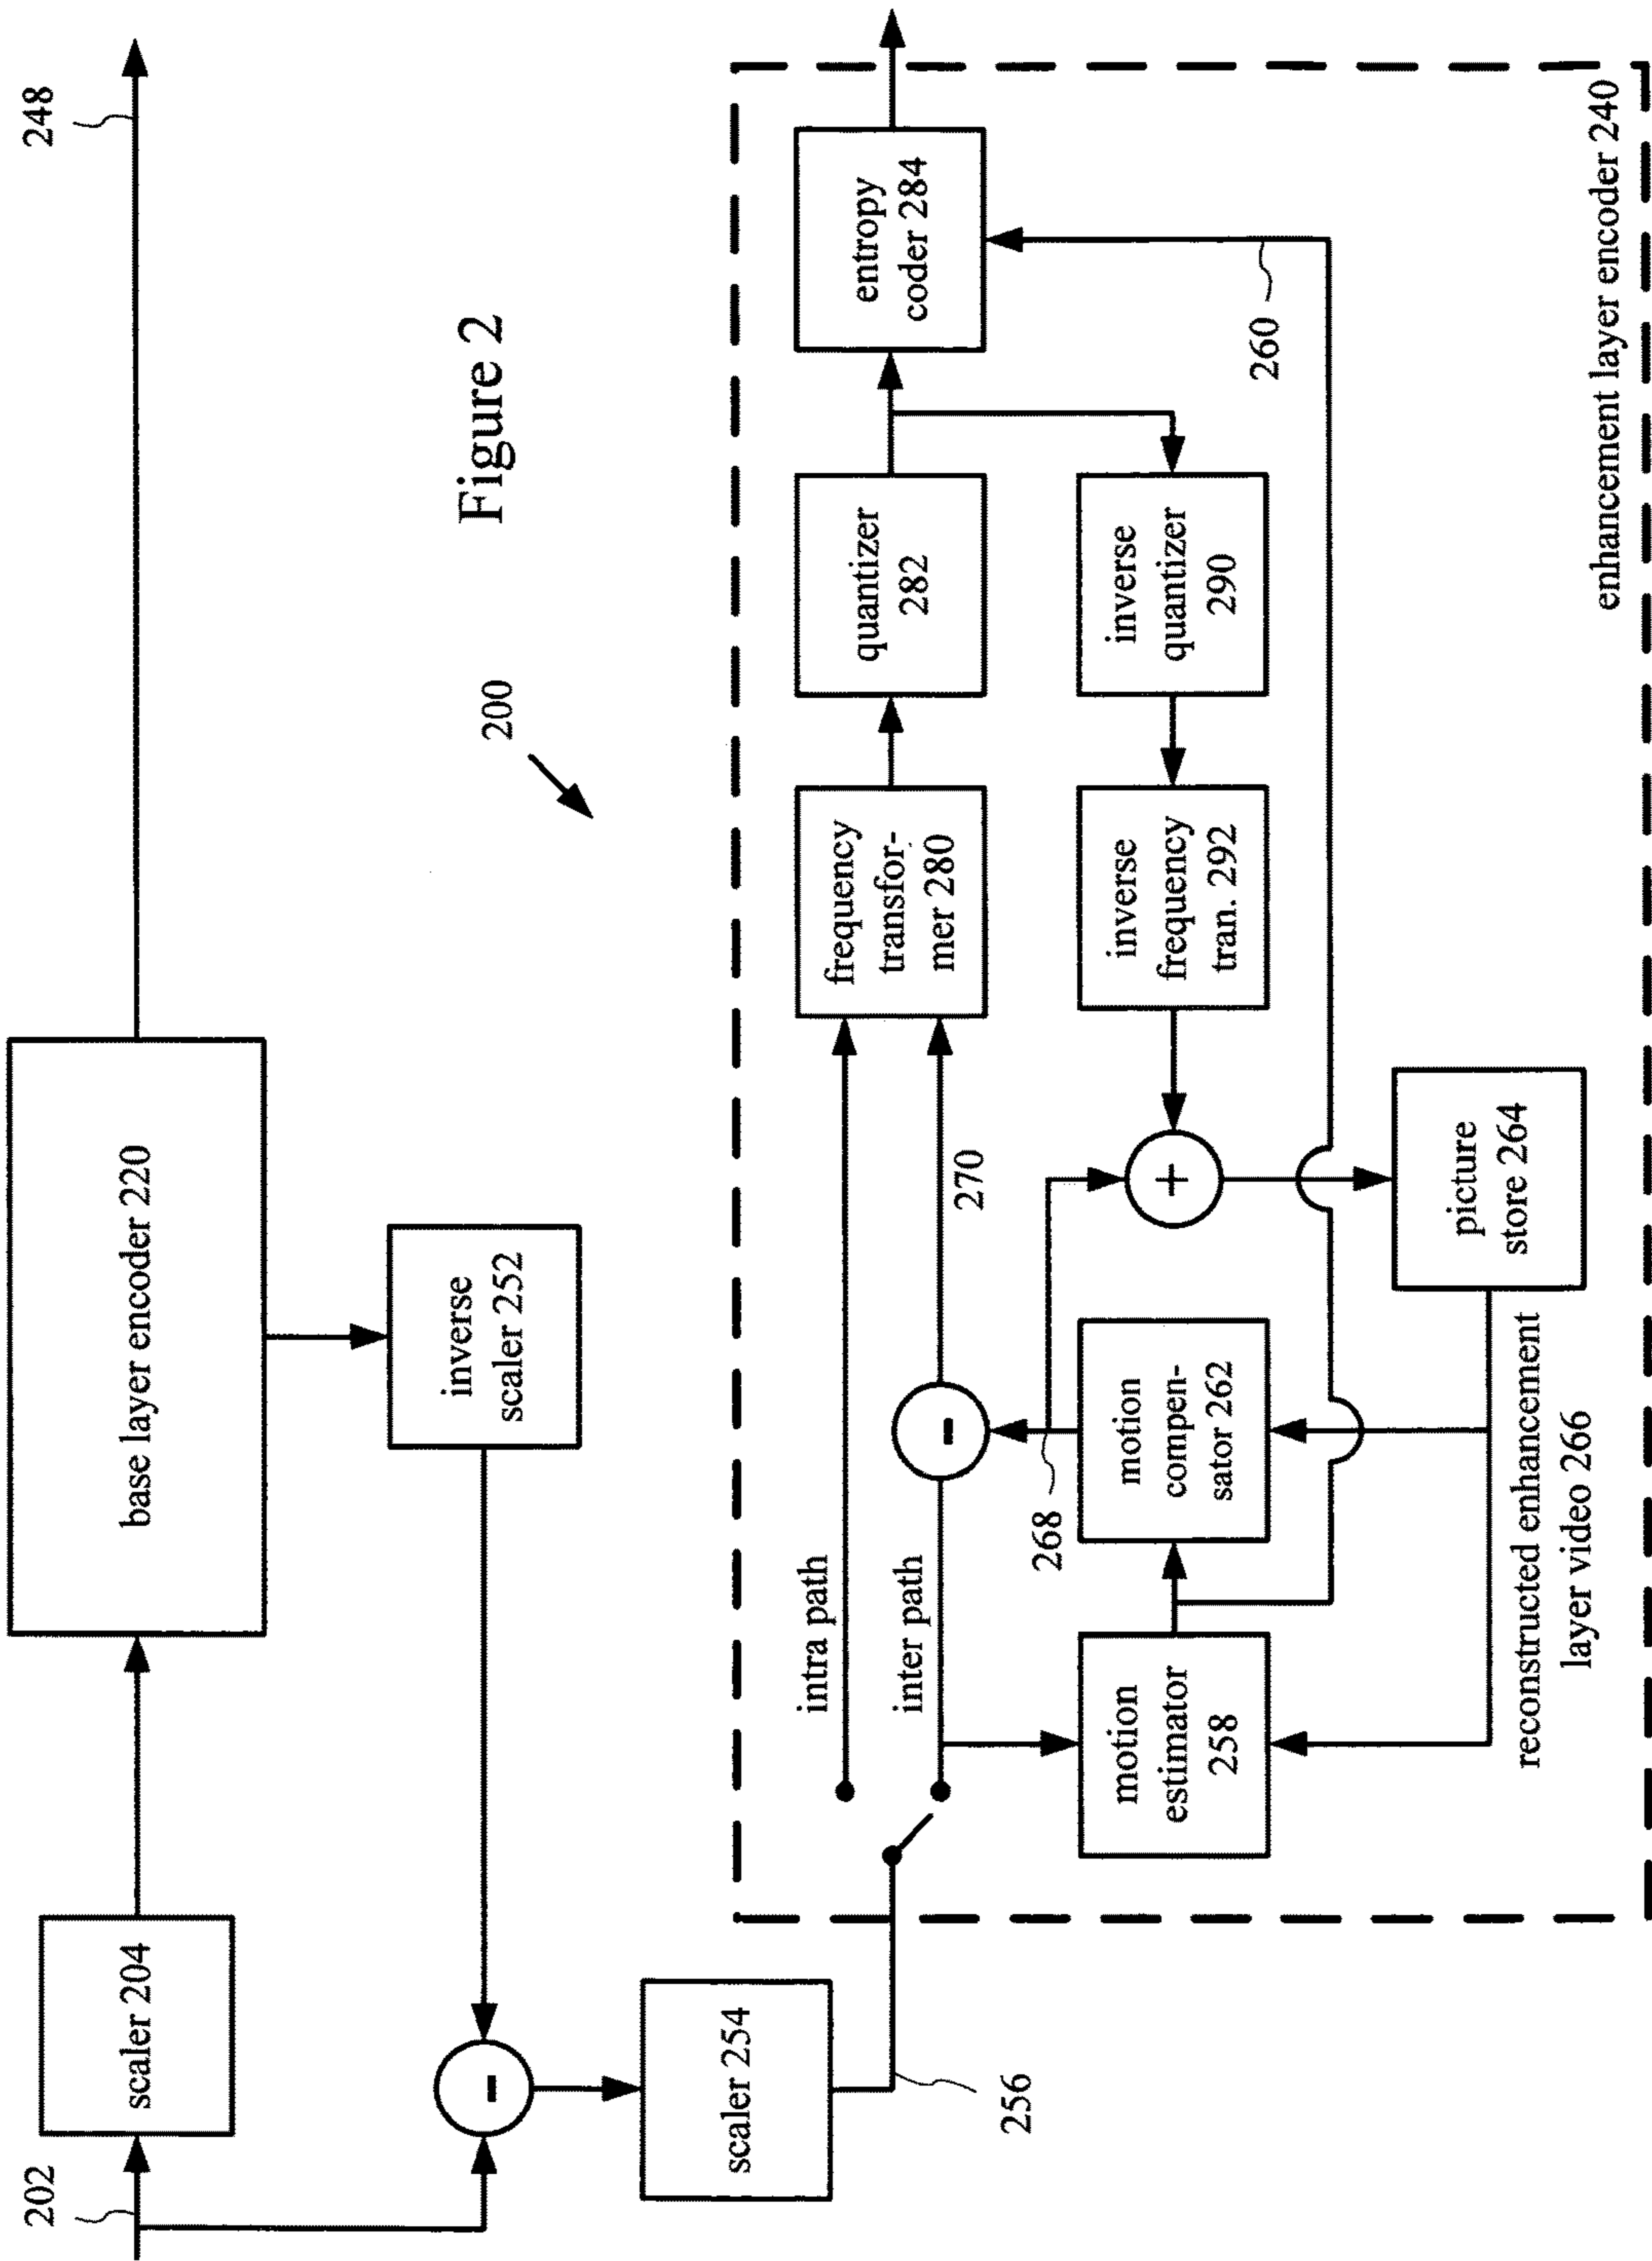 248
202
scaler 204
base layer encoder 220
inverse
scaler 252
Figure 2
200
scaler 254
256
intra path
inter path
frequency
transfor-
mer 280
quantizer
282
entropy
coder 284
270
268
motion
estimator
258
motion
compen-
sator 262
inverse
frequency
tran. 292
inverse
quantizer
290
260
picture
store 264
reconstructed enhancement
layer video 266
enhancement layer encoder 240
+
-
-